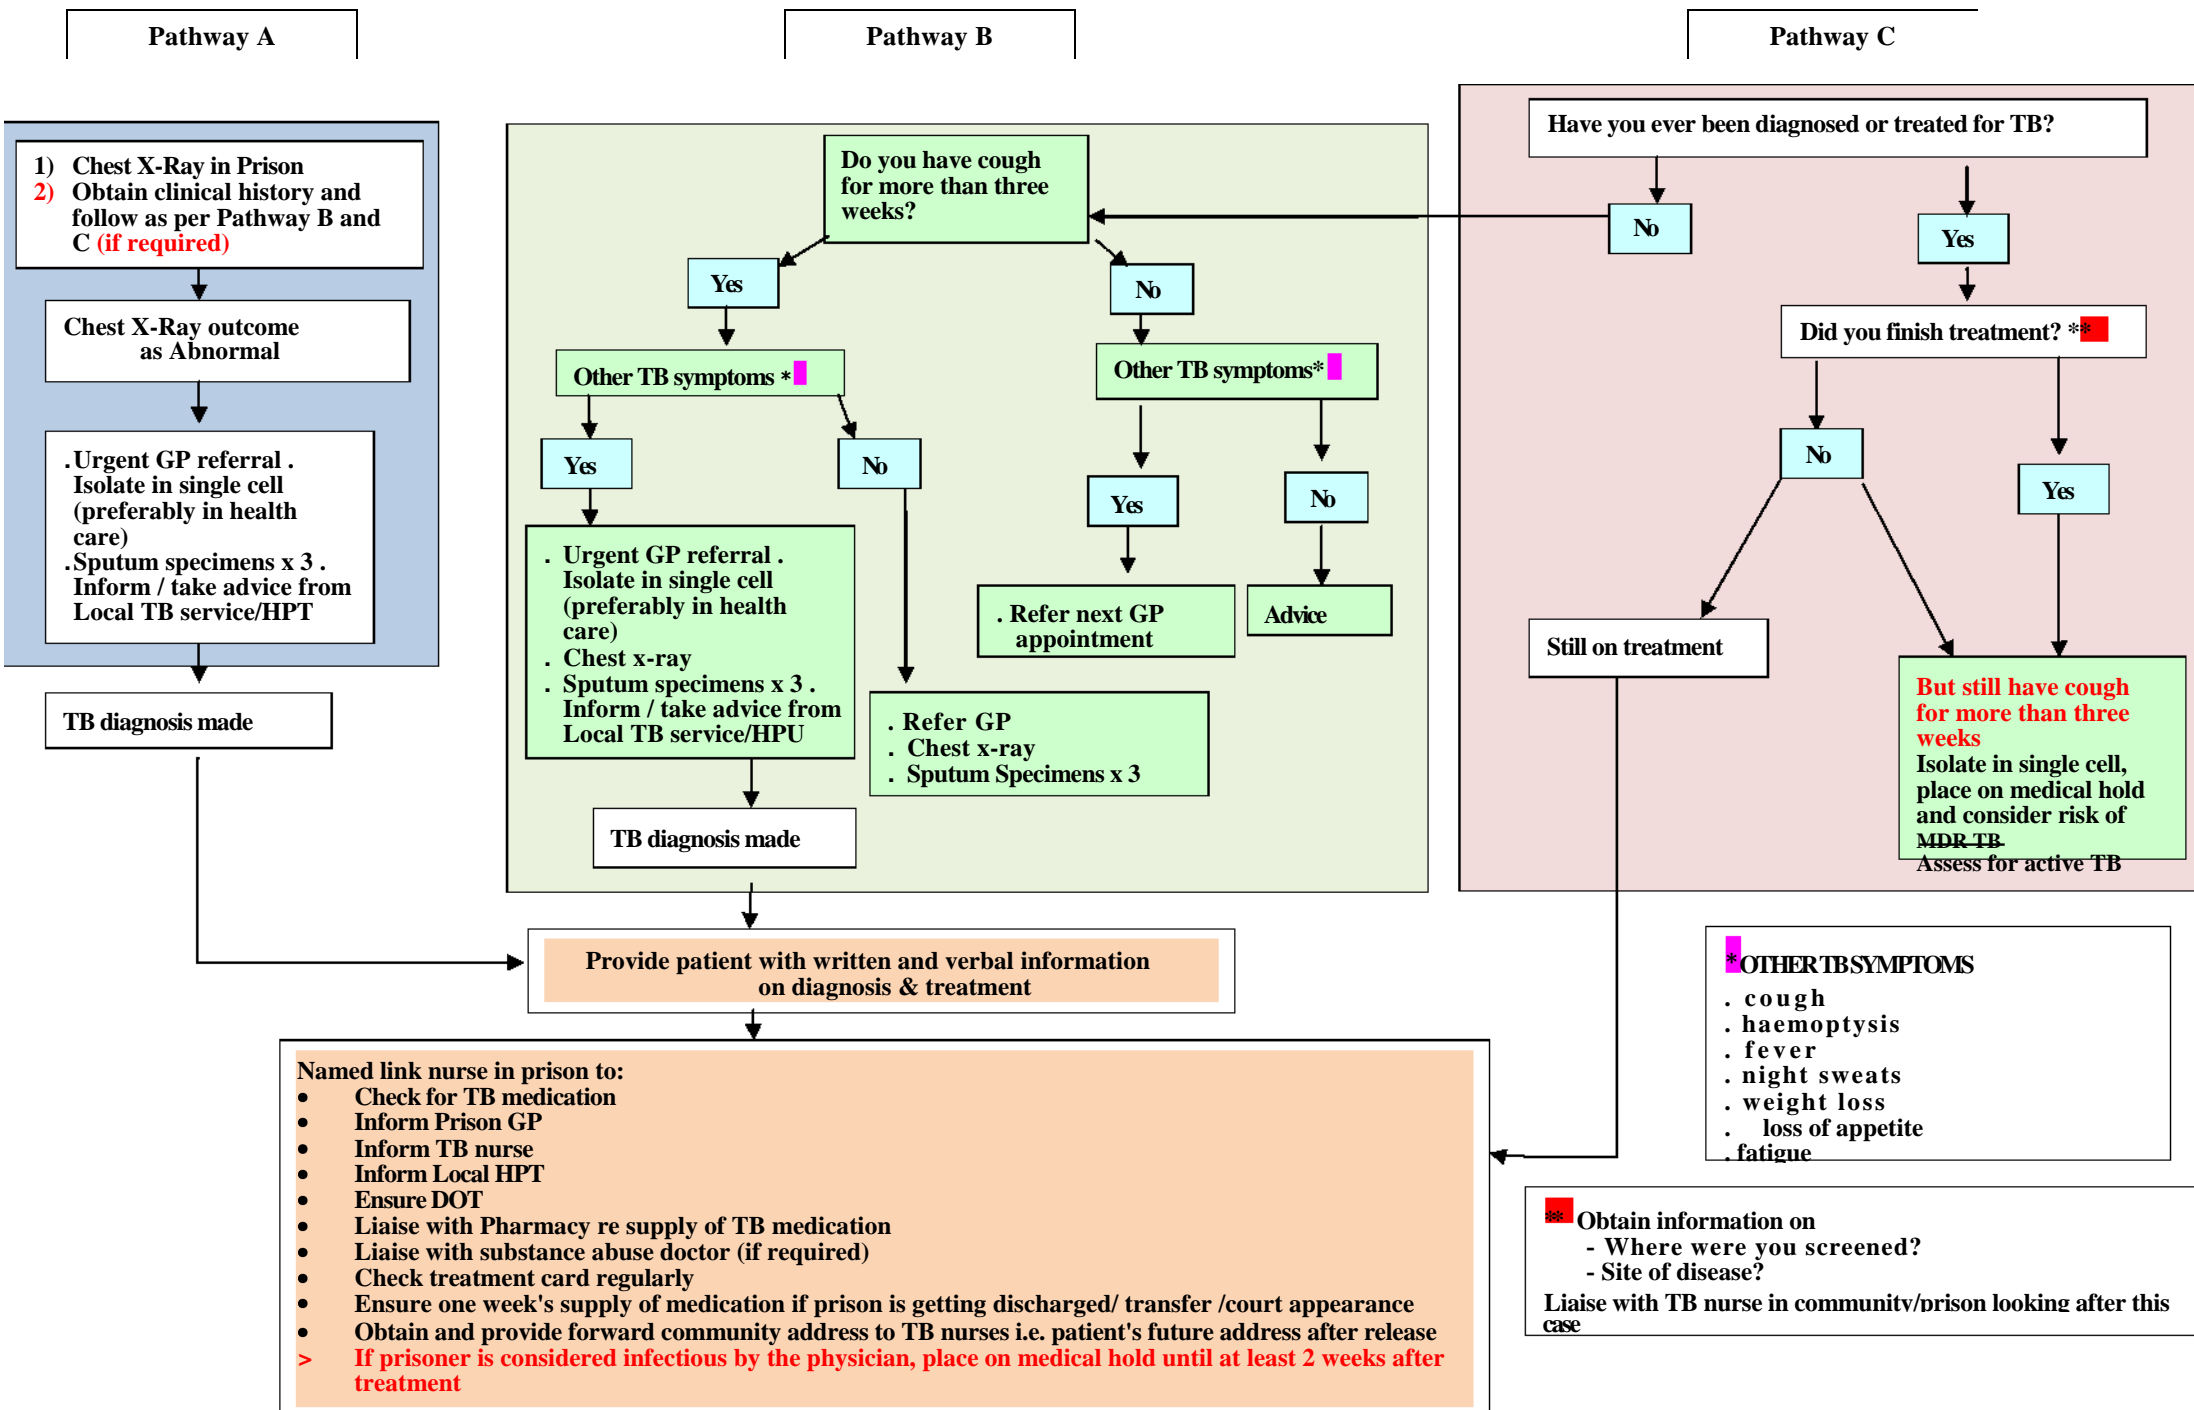 Pathway A
Pathway B
Pathway C
1) Chest X-Ray in Prison
2) Obtain clinical history and
follow as per Pathway B and
C (if required)
Chest X-Ray outcome
as Abnormal
.Urgent GP referral .
Isolate in single cell
(preferably in health
care)
.Sputum specimens x 3 .
Inform / take advice from
Local TB service/HPT
TB diagnosis made
Do you have cough
for more than three
weeks?
Yes
No
Other TB symptoms *
Other TB symptoms*
Yes
No
Yes
No
. Urgent GP referral .
Isolate in single cell
(preferably in health
care)
. Chest x-ray
. Sputum specimens x 3 .
Inform / take advice from
Local TB service/HPU
. Refer GP
. Chest x-ray
. Sputum Specimens x 3
. Refer next GP
appointment
Advice
TB diagnosis made
Have you ever been diagnosed or treated for TB?
No
Yes
Did you finish treatment? **
No
Yes
Still on treatment
But still have cough
for more than three
weeks
Isolate in single cell,
place on medical hold
and consider risk of
MDR TB
Assess for active TB
Provide patient with written and verbal information
on diagnosis & treatment
Named link nurse in prison to:
• Check for TB medication
• Inform Prison GP
• Inform TB nurse
• Inform Local HPT
• Ensure DOT
• Liaise with Pharmacy re supply of TB medication
• Liaise with substance abuse doctor (if required)
• Check treatment card regularly
• Ensure one week's supply of medication if prison is getting discharged/ transfer /court appearance
• Obtain and provide forward community address to TB nurses i.e. patient's future address after release
> If prisoner is considered infectious by the physician, place on medical hold until at least 2 weeks after
treatment
*OTHER TB SYMPTOMS
. cough
. haemoptysis
. fever
. night sweats
. weight loss
. loss of appetite
. fatigue
** Obtain information on
- Where were you screened?
- Site of disease?
Liaise with TB nurse in community/prison looking after this
case